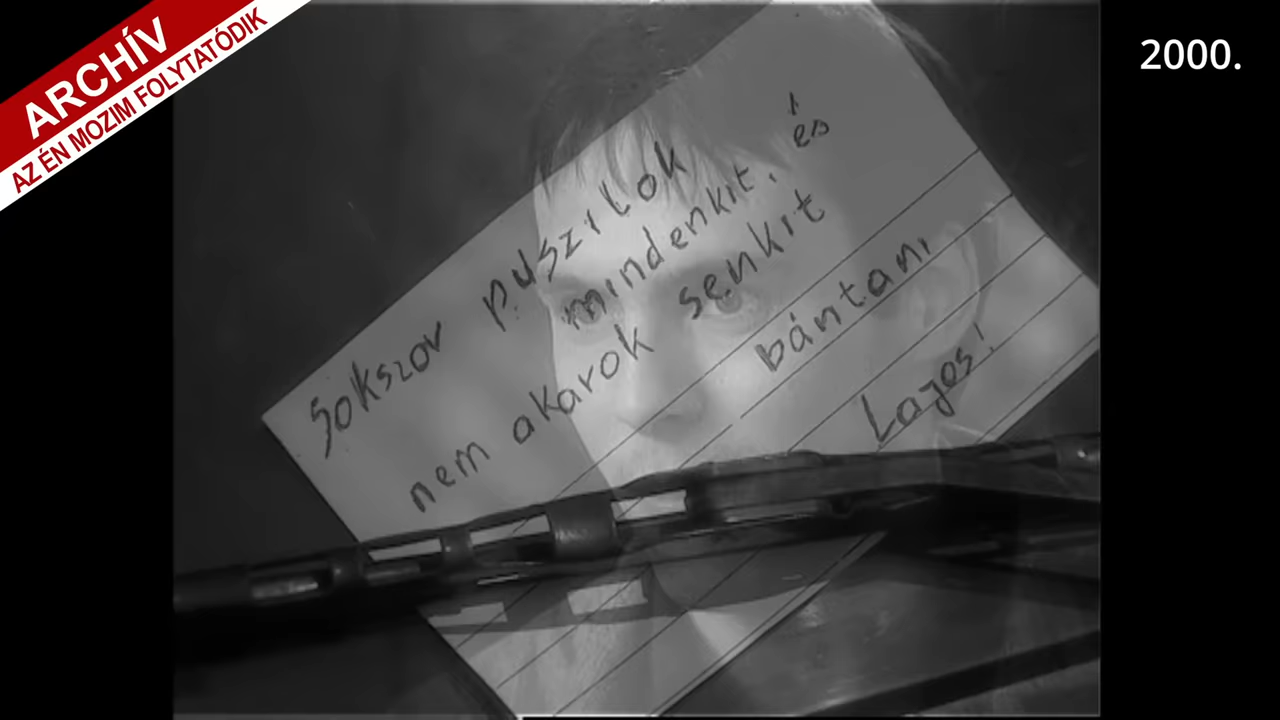 ARCHÍV
AZ ÉN MOZIM FOLYTATÓDIK
2000.
Sokszor puszilok
mindenkit, és
nem akarok senkit
bántani
Lajos!